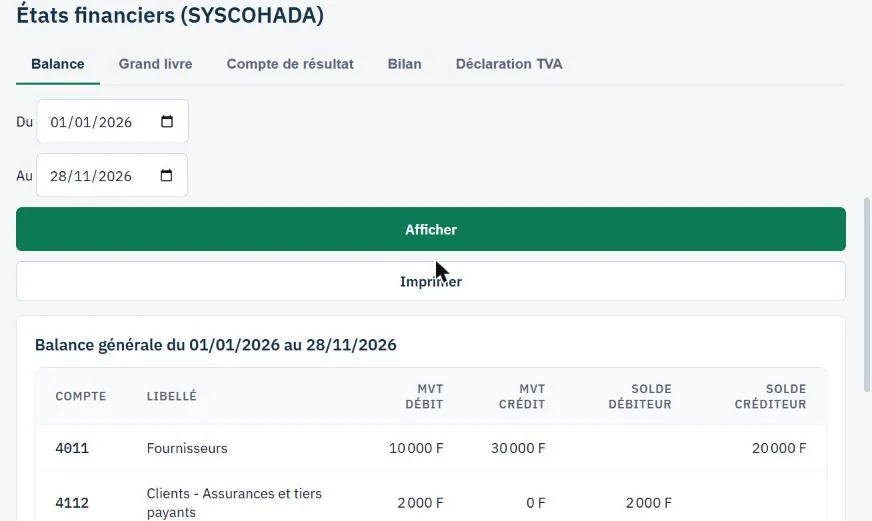 États financiers (SYSCOHADA)
Balance Grand livre Compte de résultat Bilan Déclaration TVA
Du 01/01/2026
Au 28/11/2026
Afficher
Imprimer
Balance générale du 01/01/2026 au 28/11/2026
COMPTE LIBELLÉ MVT DÉBIT MVT CRÉDIT SOLDE DÉBITEUR SOLDE CRÉDITEUR
4011 Fournisseurs 10 000 F 30 000 F 20 000 F
4112 Clients - Assurances et tiers payants 2 000 F 0 F 2 000 F